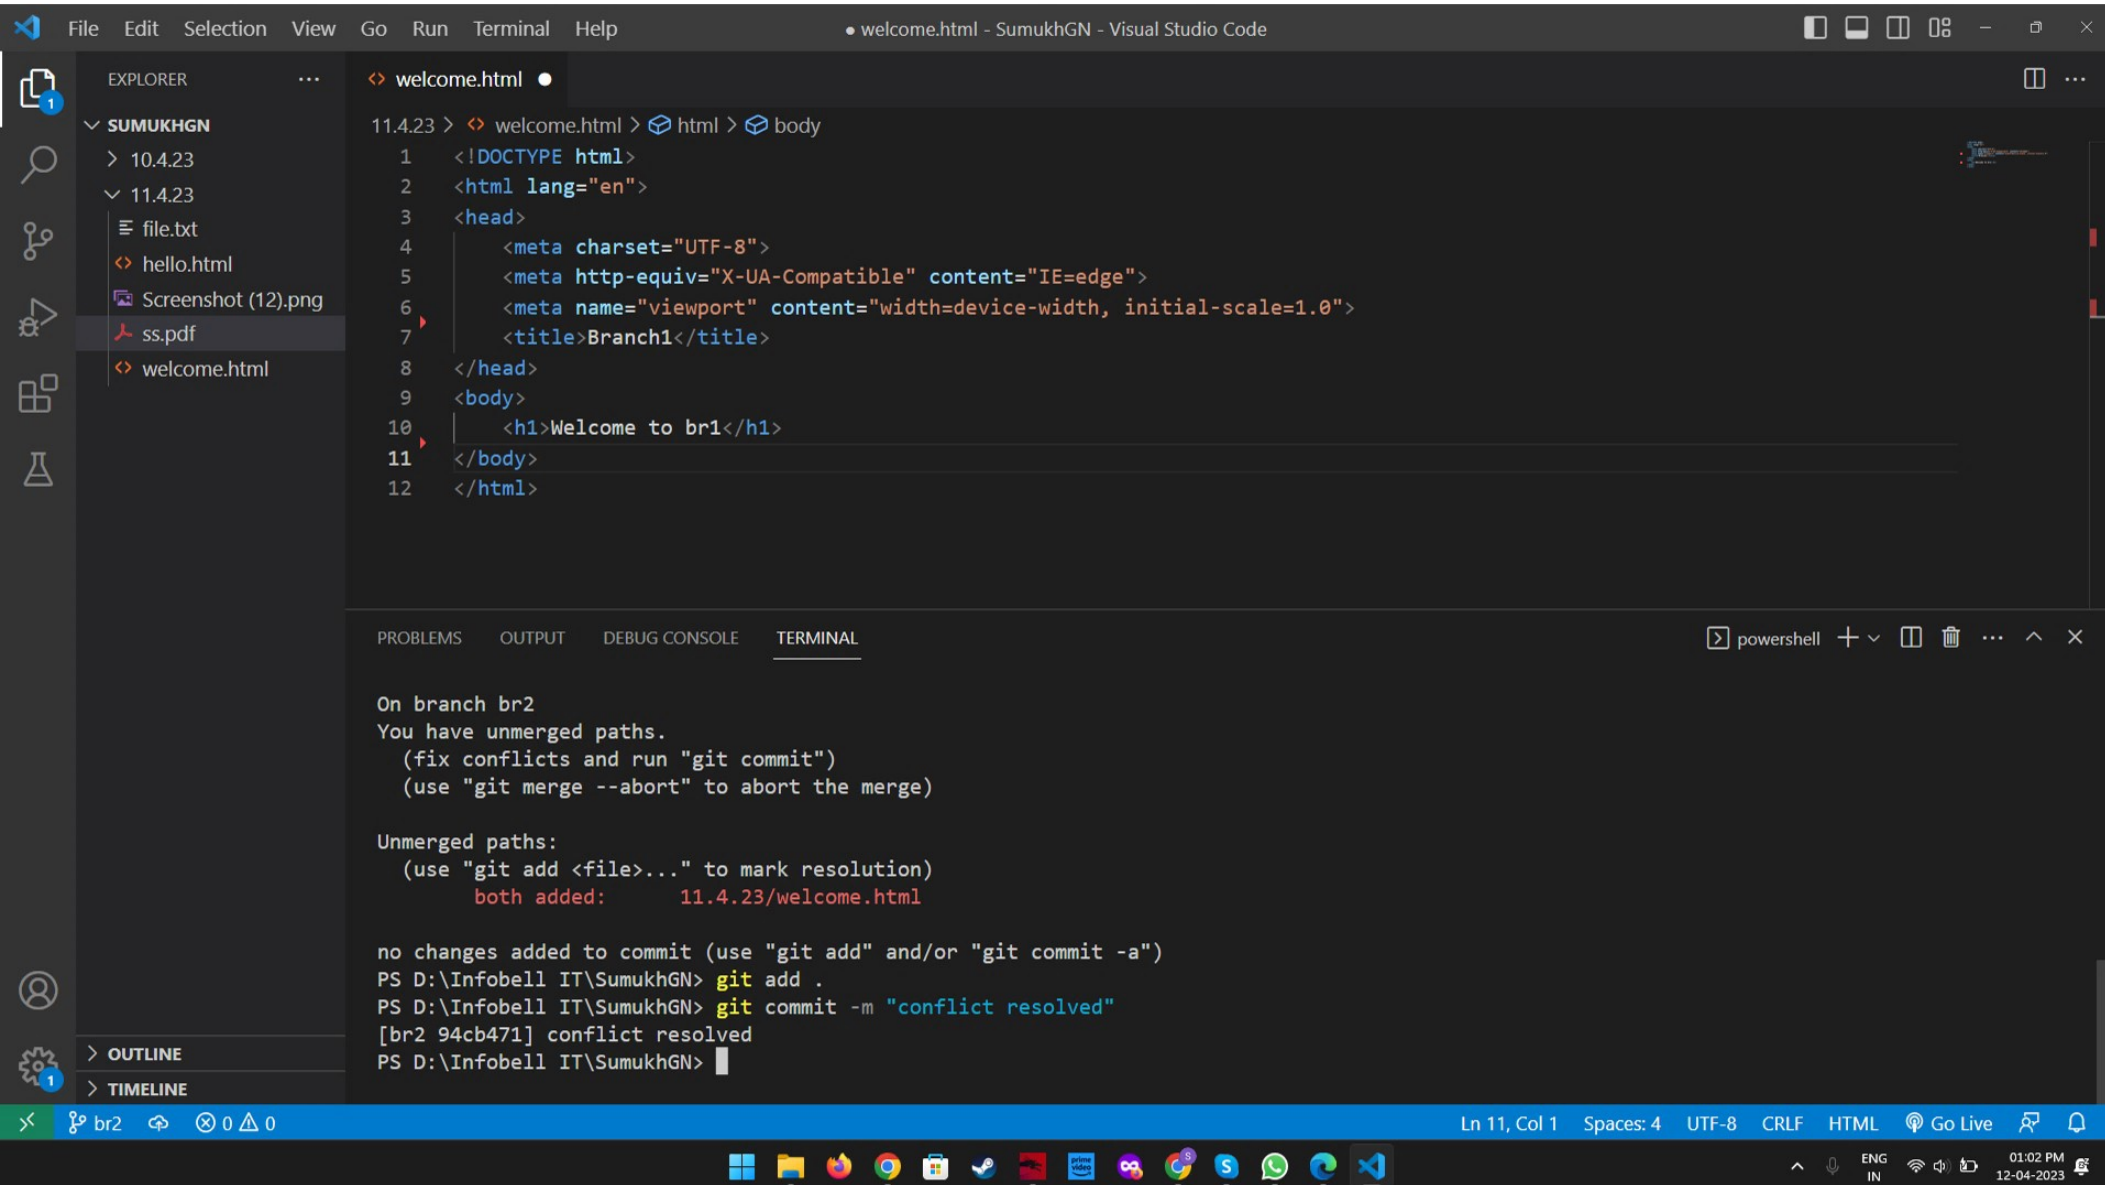 File Edit Selection View Go Run Terminal Help
● welcome.html - SumukhGN - Visual Studio Code
EXPLORER ···
SUMUKHGN
10.4.23
11.4.23
file.txt
hello.html
Screenshot (12).png
ss.pdf
welcome.html
OUTLINE
TIMELINE
1
1
welcome.html ●
11.4.23 > welcome.html > html > body
1 <!DOCTYPE html>
2 <html lang="en">
3 <head>
4 <meta charset="UTF-8">
5 <meta http-equiv="X-UA-Compatible" content="IE=edge">
6 <meta name="viewport" content="width=device-width, initial-scale=1.0">
7 <title>Branch1</title>
8 </head>
9 <body>
10 <h1>Welcome to br1</h1>
11 </body>
12 </html>
PROBLEMS OUTPUT DEBUG CONSOLE TERMINAL
powershell
On branch br2
You have unmerged paths.
(fix conflicts and run "git commit")
(use "git merge --abort" to abort the merge)
Unmerged paths:
(use "git add <file>..." to mark resolution)
both added: 11.4.23/welcome.html
no changes added to commit (use "git add" and/or "git commit -a")
PS D:\Infobell IT\SumukhGN> git add .
PS D:\Infobell IT\SumukhGN> git commit -m "conflict resolved"
[br2 94cb471] conflict resolved
PS D:\Infobell IT\SumukhGN>
br2 0 0
Ln 11, Col 1 Spaces: 4 UTF-8 CRLF HTML Go Live
prime video
S
ENG
IN
01:02 PM
12-04-2023